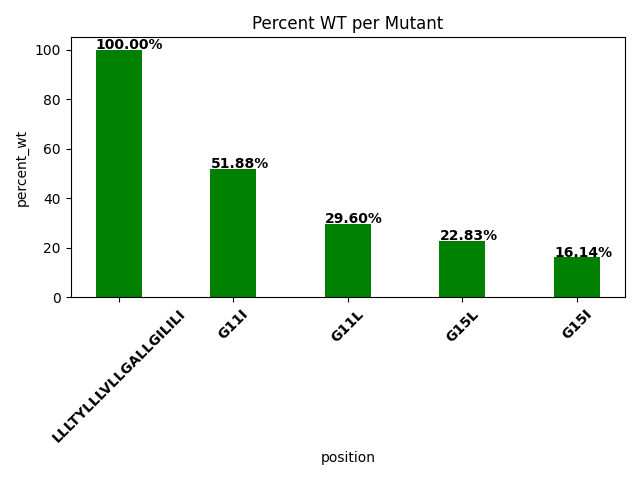 Percent WT per Mutant
100.00%
51.88%
29.60%
22.83%
16.14%
percent_wt
100
80
60
40
20
0
LLLTYLLLVLLGALLGILILI
G11I
G11L
G15L
G15I
position